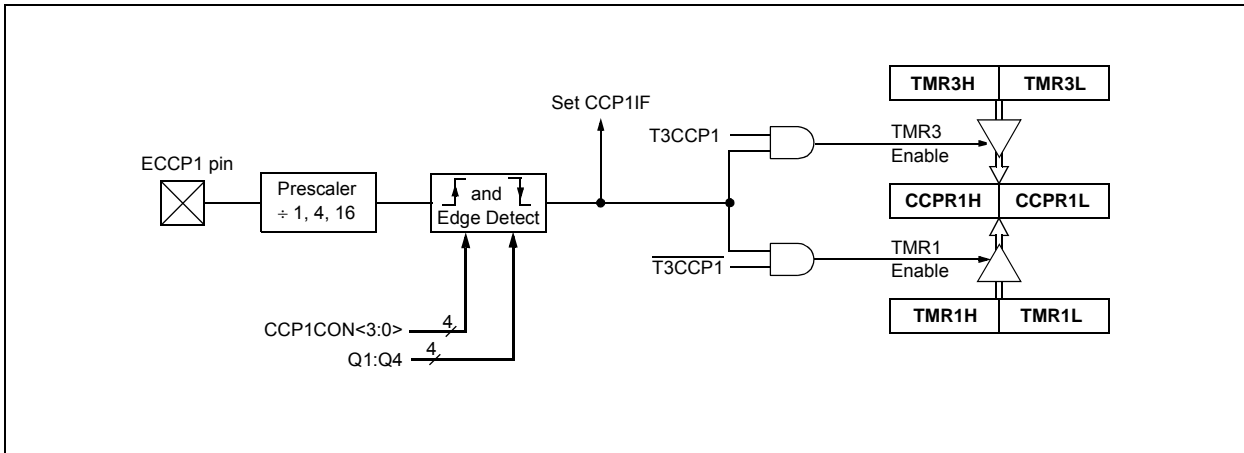 TMR3H TMR3L
Set CCP1IF
T3CCP1
TMR3
Enable
ECCP1 pin
Prescaler
÷ 1, 4, 16
and
Edge Detect
CCPR1H CCPR1L
T3CCP1
TMR1
Enable
TMR1H TMR1L
CCP1CON<3:0> 4
Q1:Q4 4